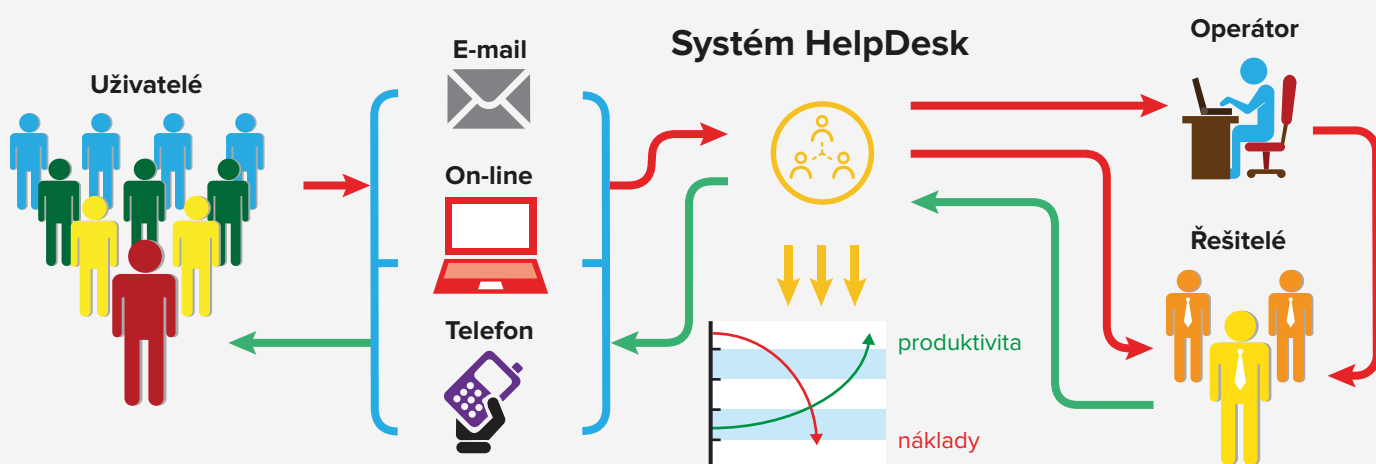 Systém HelpDesk
Uživatelé
E-mail
On-line
Telefon
Operátor
Řešitelé
produktivita
náklady